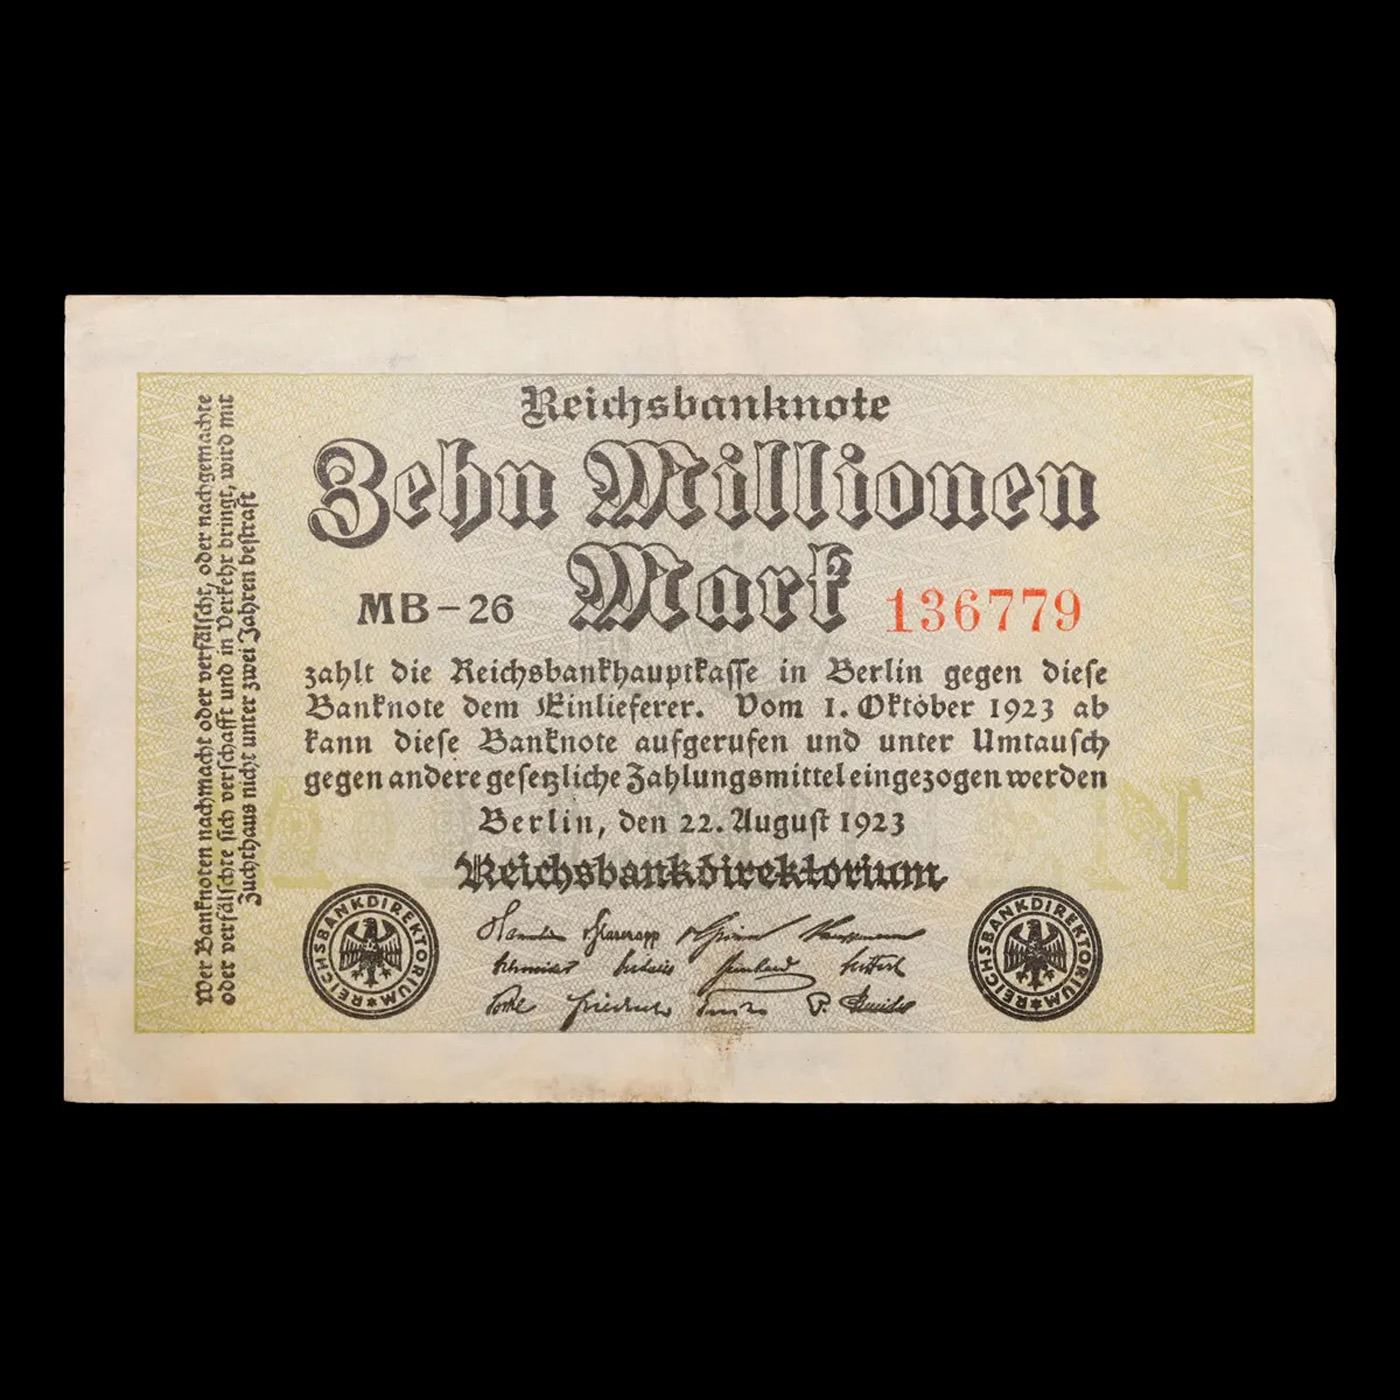 Reichsbanknote
Zehn Millionen
Mark
MB-26
136779
zahlt die Reichsbankhauptkasse in Berlin gegen diese
Banknote dem Einlieferer. Vom 1. Oktober 1923 ab
kann diese Banknote aufgerufen und unter Umtausch
gegen andere gesetzliche Zahlungsmittel eingezogen werden
Berlin, den 22. August 1923
Reichsbankdirektorium
Wer Banknoten nachmacht oder verfälscht, oder nachgemachte
oder verfälschte sich verschafft und in Verkehr bringt, wird mit
Zuchthaus nicht unter zwei Jahren bestraft
REICHSBANKDIREKTORIUM
REICHSBANKDIREKTORIUM